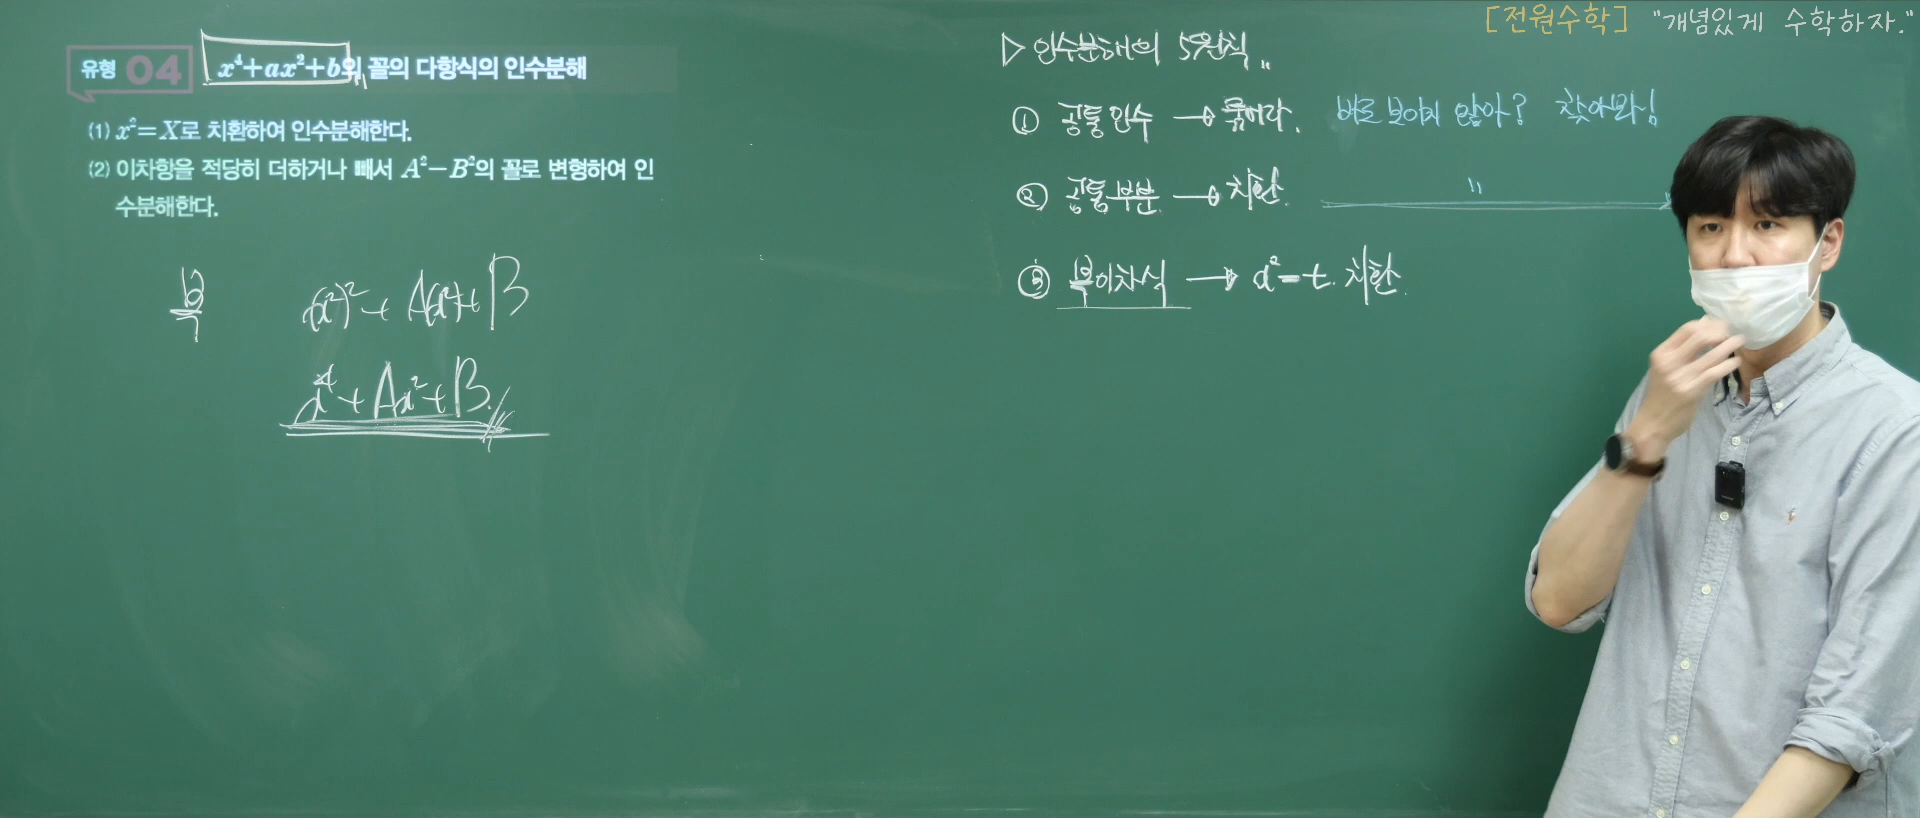 [전원수학] "개념있게 수학하자."
유형 04 x⁴+ax²+b의 꼴의 다항식의 인수분해
(1) x²=X로 치환하여 인수분해한다.
(2) 이차항을 적당히 더하거나 빼서 A²-B²의 꼴로 변형하여 인
수분해한다.
복 (x²)²+A(x²)+B
x⁴+Ax²+B
▷ 인수분해의 5원칙
① 공통인수 → 묶어라. 바로 보이지 않아? 찾아봐!
② 공통부분 → 치환. "
③ 복이차식 → x²=t. 치환.